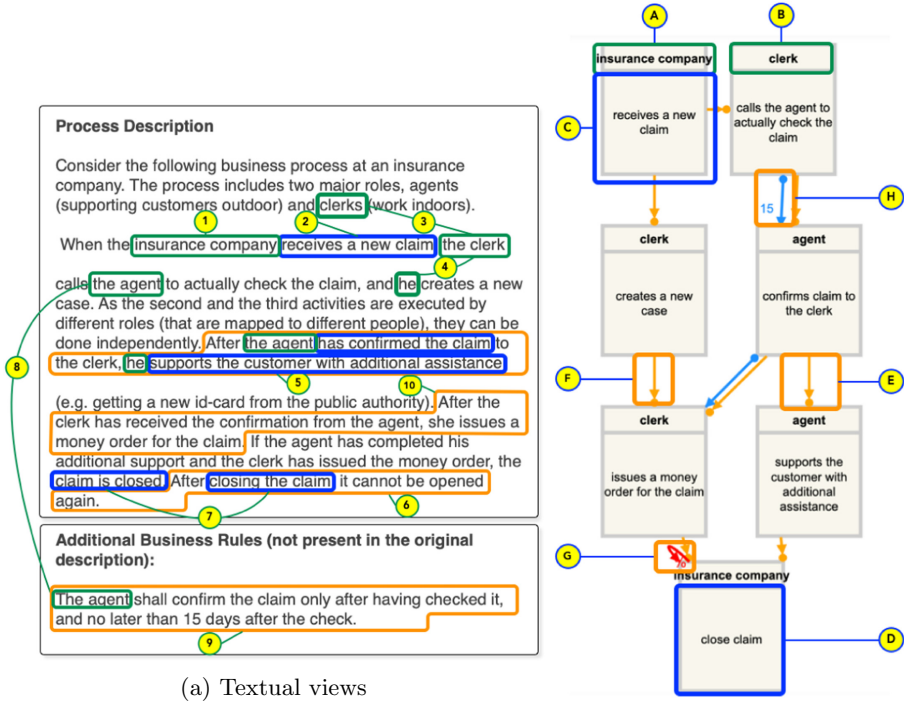 Process Description
Consider the following business process at an insurance
company. The process includes two major roles, agents
(supporting customers outdoor) and clerks (work indoors).
1
2
3
When the insurance company receives a new claim the clerk
4
calls the agent to actually check the claim, and he creates a new
case. As the second and the third activities are executed by
different roles (that are mapped to different people), they can be
done independently. After the agent has confirmed the claim to
the clerk, he supports the customer with additional assistance
8
5
10
(e.g. getting a new id-card from the public authority). After the
clerk has received the confirmation from the agent, she issues a
money order for the claim. If the agent has completed his
additional support and the clerk has issued the money order, the
claim is closed. After closing the claim it cannot be opened
again.
7
6
Additional Business Rules (not present in the original
description):
The agent shall confirm the claim only after having checked it,
and no later than 15 days after the check.
9
(a) Textual views
A
B
insurance company
clerk
C
receives a new
claim
calls the agent to
actually check the
claim
H
15
clerk
agent
creates a new
case
confirms claim to
the clerk
F
E
clerk
agent
issues a money
order for the claim
supports the
customer with
additional
assistance
G
%
insurance company
close claim
D